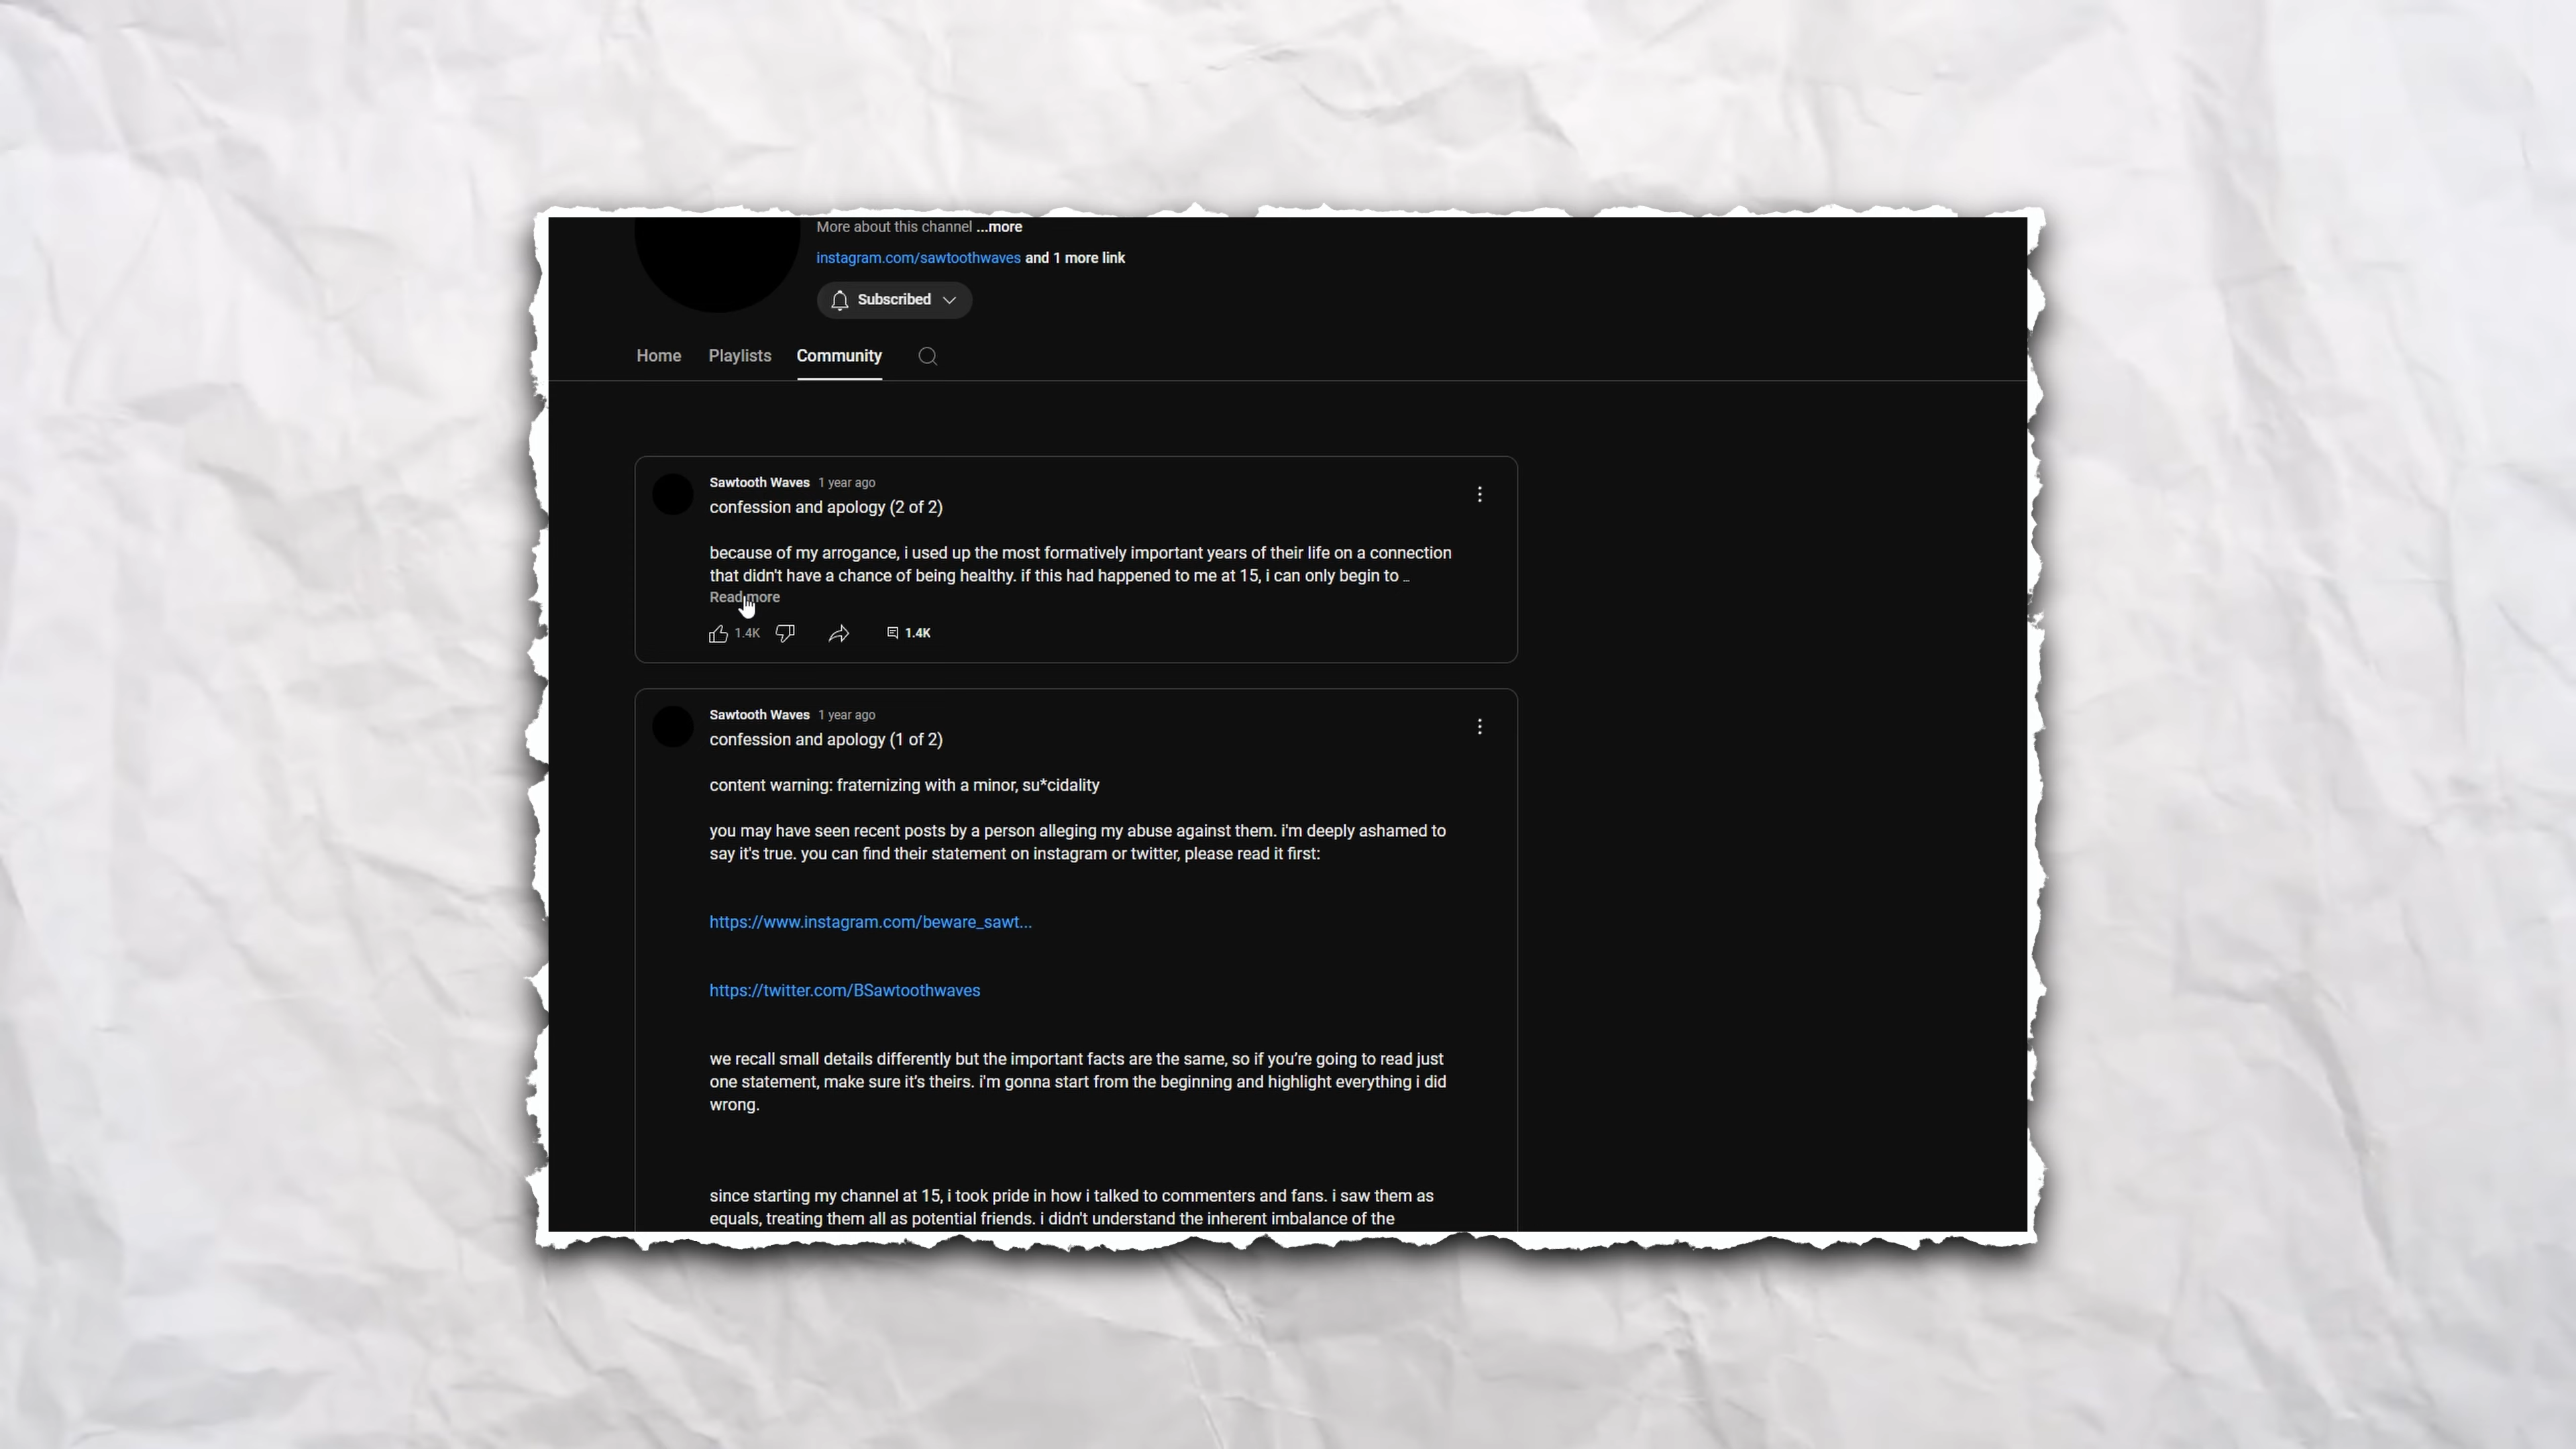 More about this channel ...more
instagram.com/sawtoothwaves and 1 more link
Subscribed
Home Playlists Community
Sawtooth Waves 1 year ago
confession and apology (2 of 2)
because of my arrogance, i used up the most formatively important years of their life on a connection
that didn't have a chance of being healthy. if this had happened to me at 15, i can only begin to ...
Read more
1.4K 1.4K
Sawtooth Waves 1 year ago
confession and apology (1 of 2)
content warning: fraternizing with a minor, su*cidality
you may have seen recent posts by a person alleging my abuse against them. i'm deeply ashamed to
say it's true. you can find their statement on instagram or twitter, please read it first:
https://www.instagram.com/beware_sawt...
https://twitter.com/BSawtoothwaves
we recall small details differently but the important facts are the same, so if you’re going to read just
one statement, make sure it’s theirs. i'm gonna start from the beginning and highlight everything i did
wrong.
since starting my channel at 15, i took pride in how i talked to commenters and fans. i saw them as
equals, treating them all as potential friends. i didn't understand the inherent imbalance of the